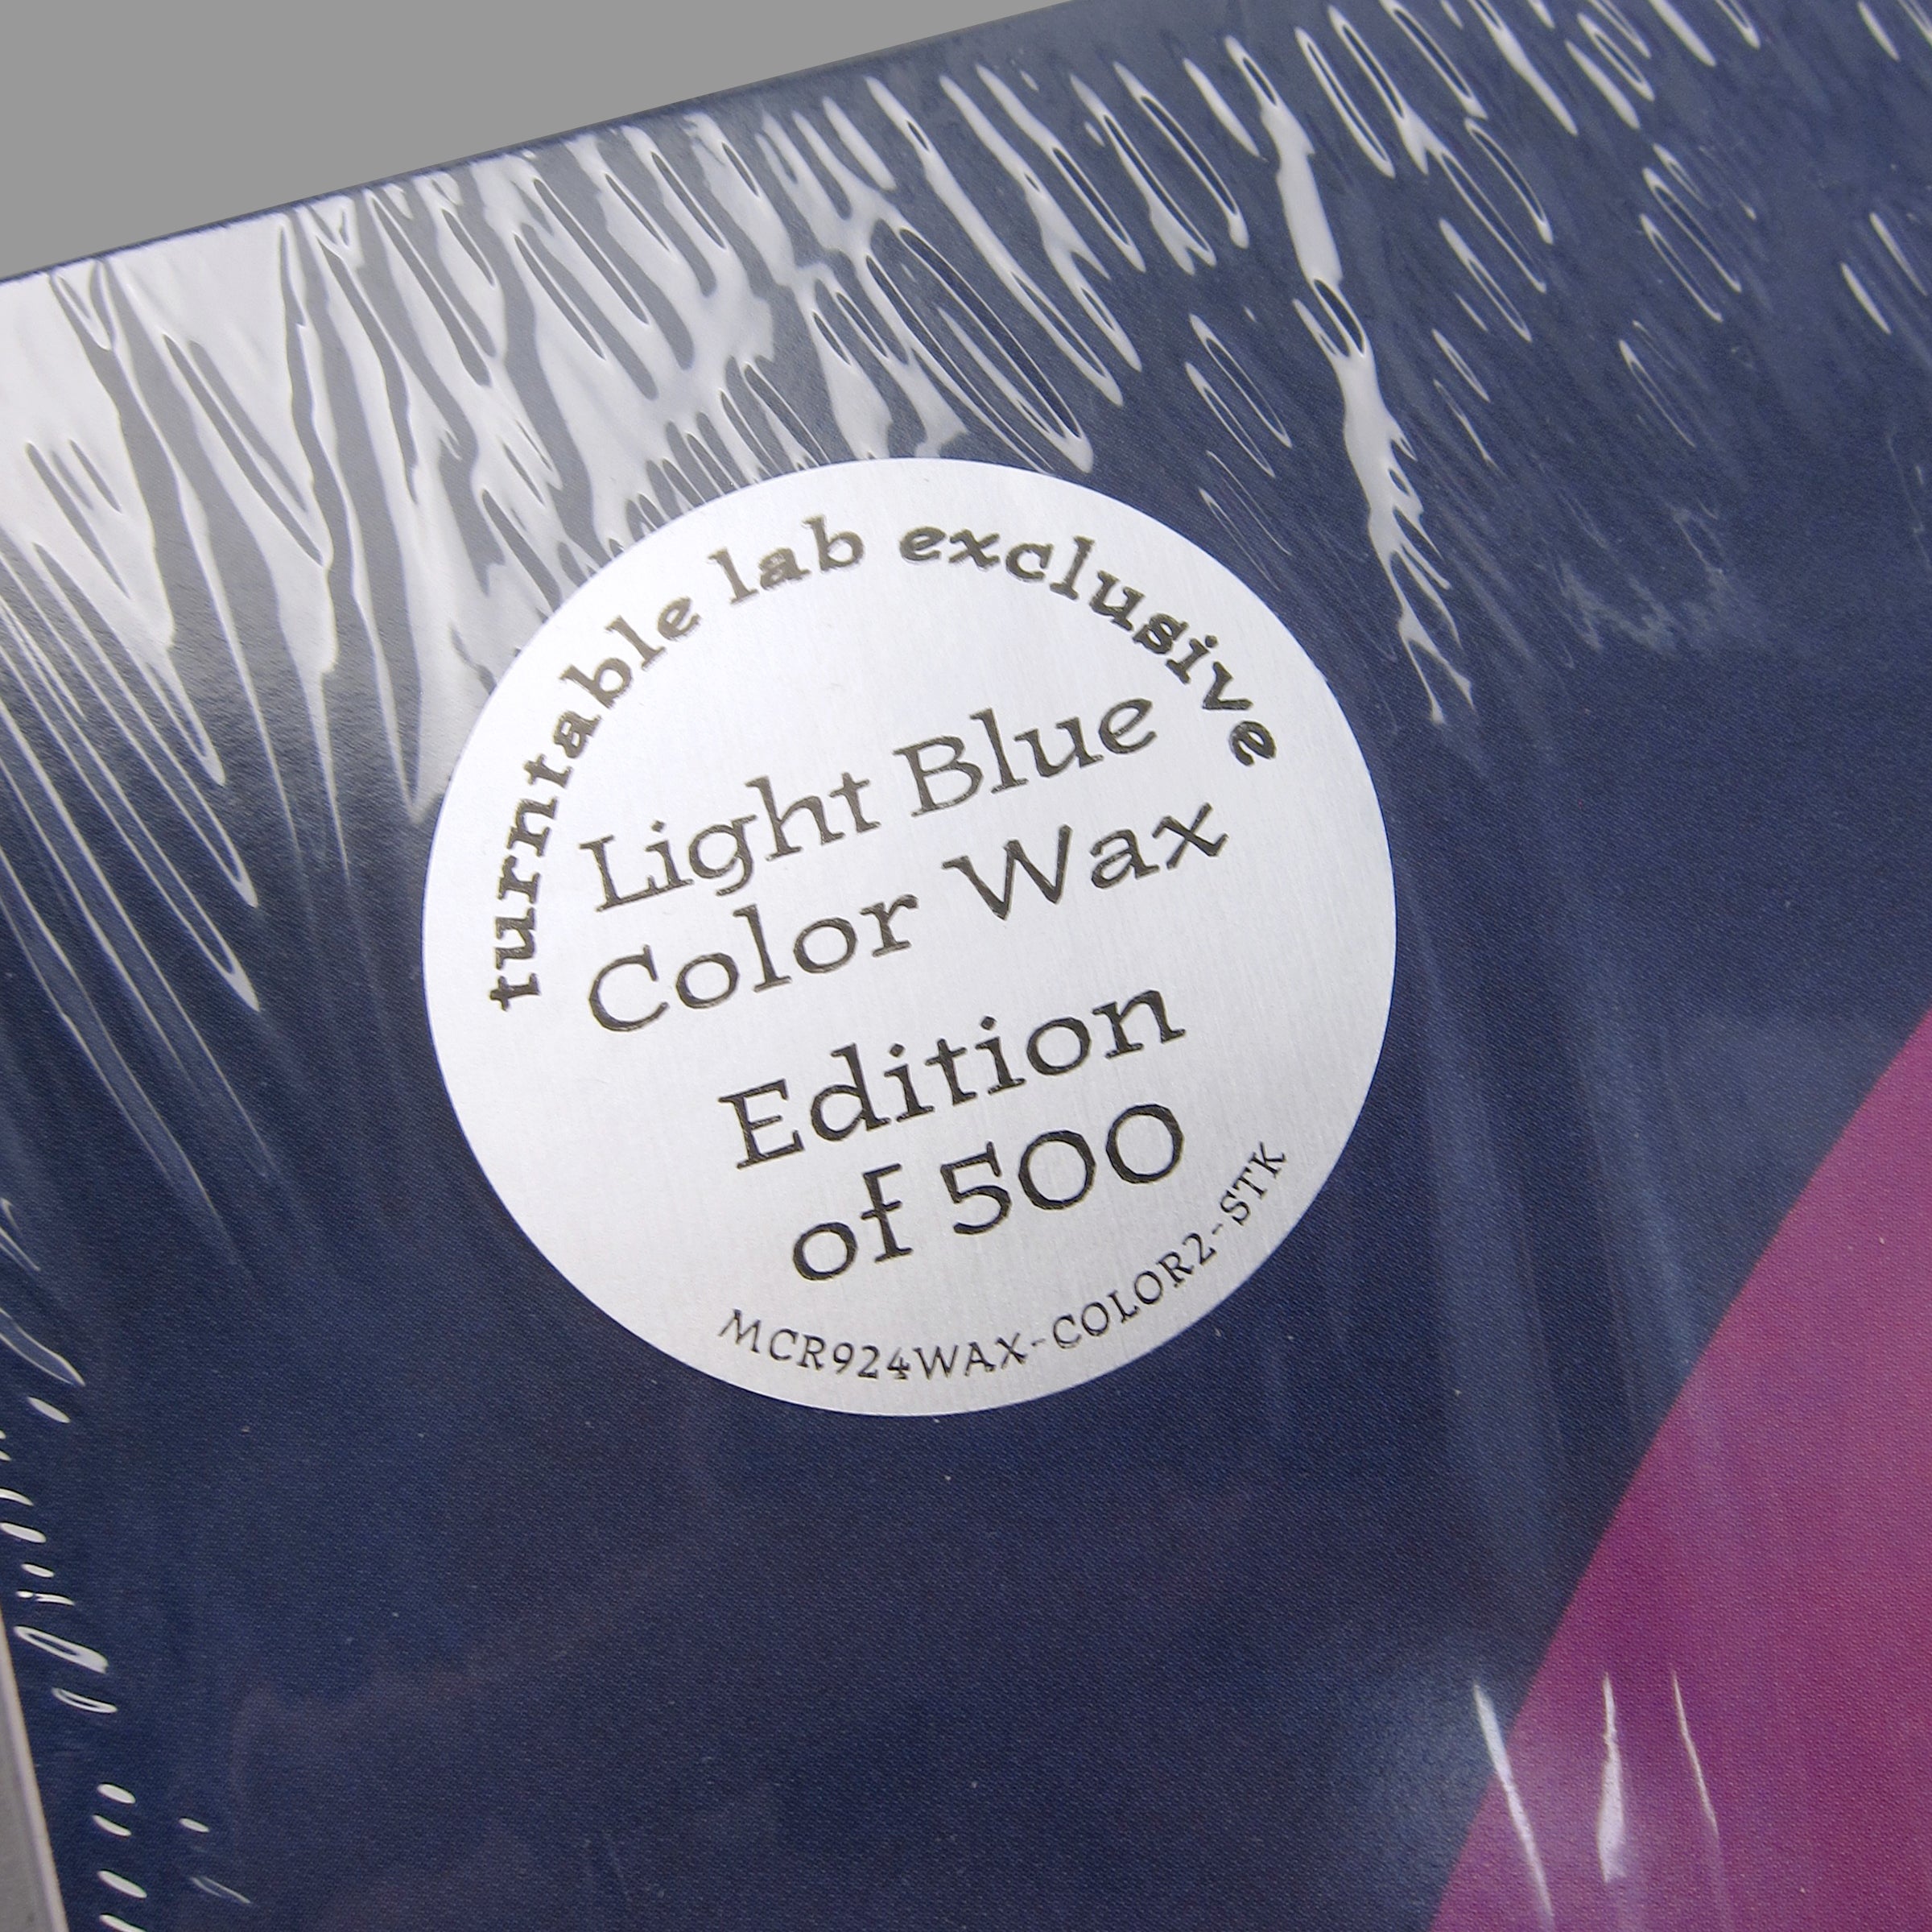 turntable lab exclusive
Light Blue
Color Wax
Edition
of 500
MCR924WAX-COLOR2-STK